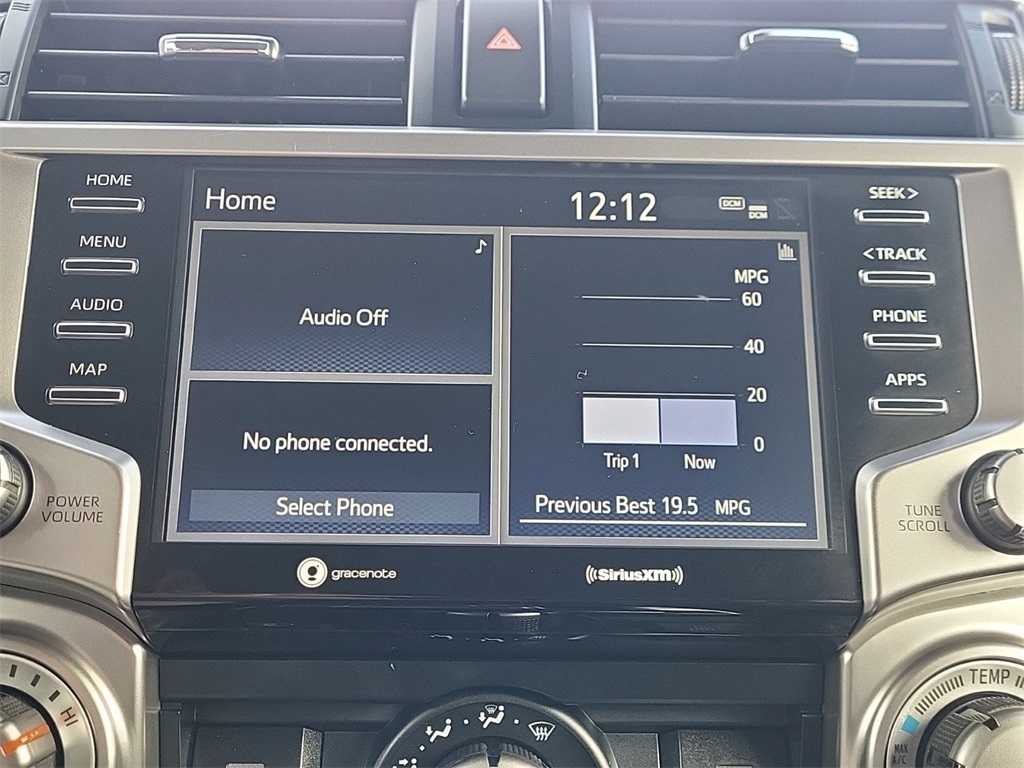 HOME
MENU
AUDIO
MAP
POWER
VOLUME
Home
12:12
DCM
DCM
Audio Off
No phone connected.
Select Phone
MPG
60
40
20
0
Trip 1
Now
Previous Best 19.5 MPG
SEEK>
<TRACK
PHONE
APPS
TUNE
SCROLL
gracenote
((SiriusXM))
HI
TEMP
MAX
A/C